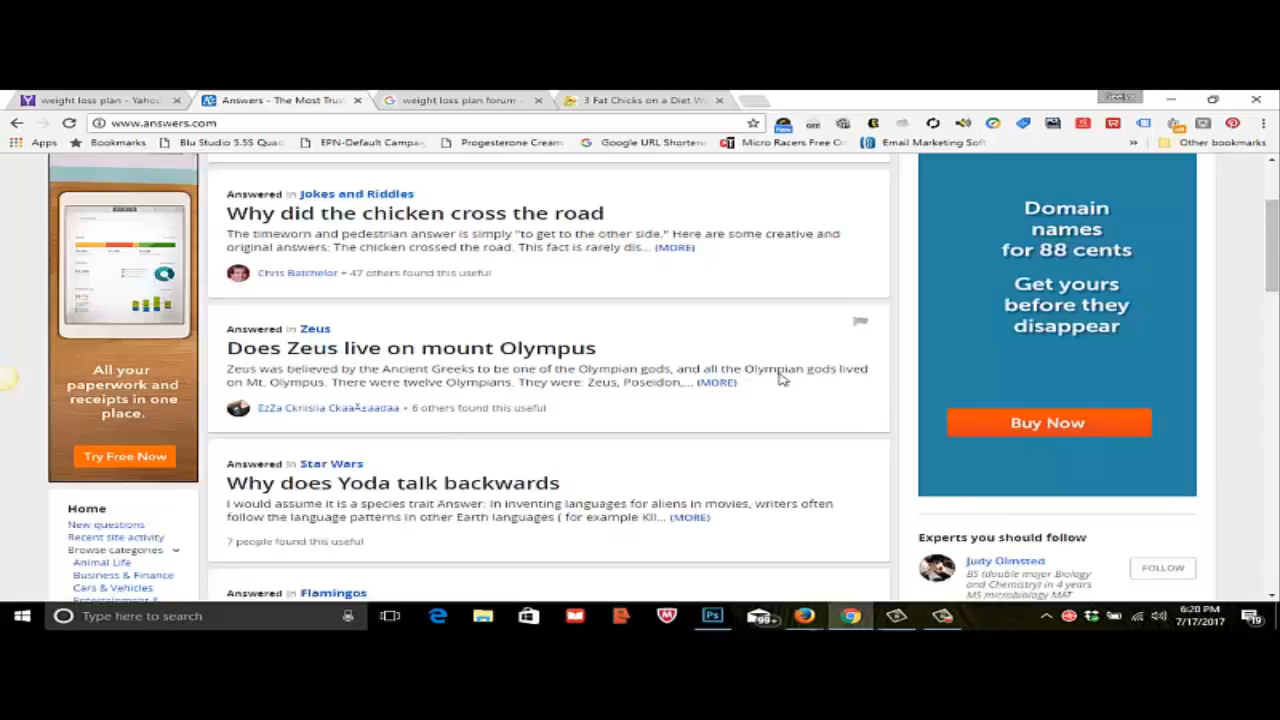 weight loss plan - Yaho
Answers - The Most Trus
weight loss plan forum -
3 Fat Chicks on a Diet W
www.answers.com
Apps
Bookmarks
Blu Studio 5.5S Quad
EPN-Default Campa
Progesterone Cream
Google URL Shorten
Micro Racers Free O
Email Marketing Soft
»
Other bookmarks
Answered in Jokes and Riddles
Why did the chicken cross the road
The timeworn and pedestrian answer is simply "to get to the other side." Here are some creative and
original answers: The chicken crossed the road. This fact is rarely dis... (MORE)
Chris Batchelor • 47 others found this useful
Answered in Zeus
Does Zeus live on mount Olympus
Zeus was believed by the Ancient Greeks to be one of the Olympian gods, and all the Olympian gods lived
on Mt. Olympus. There were twelve Olympians. They were: Zeus, Poseidon,... (MORE)
• 6 others found this useful
Answered in Star Wars
Why does Yoda talk backwards
I would assume it is a species trait Answer: In inventing languages for aliens in movies, writers often
follow the language patterns in other Earth languages ( for example Kli... (MORE)
7 people found this useful
Answered in Flamingos
All your
paperwork and
receipts in one
place.
Try Free Now
Home
New questions
Recent site activity
Browse categories
Animal Life
Business & Finance
Cars & Vehicles
Domain
names
for 88 cents
Get yours
before they
disappear
Buy Now
Experts you should follow
Judy Olmsted
FOLLOW
BS (double major Biology
and Chemistry) in 4 years
MS microbiology MAT
Type here to search
Ps
99+
6:20 PM
7/17/2017
19